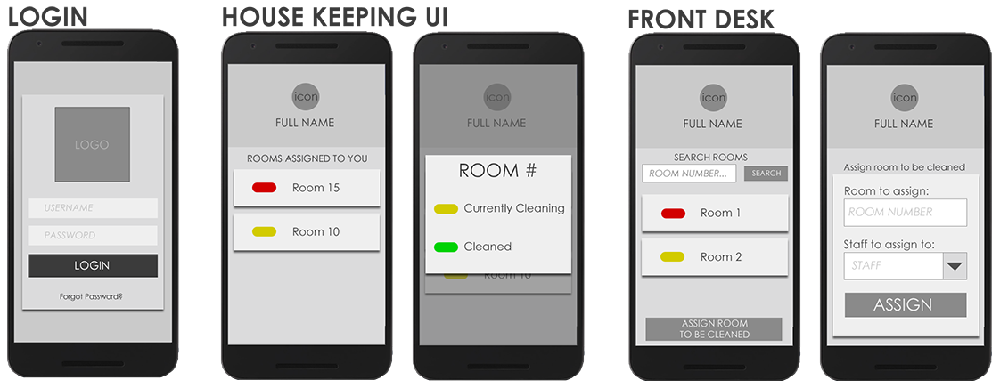 LOGIN
LOGO
USERNAME
PASSWORD
LOGIN
Forgot Password?
HOUSE KEEPING UI
icon
FULL NAME
ROOMS ASSIGNED TO YOU
Room 15
Room 10
icon
FULL NAME
ROOM #
Currently Cleaning
Cleaned
Room 10
FRONT DESK
icon
FULL NAME
SEARCH ROOMS
ROOM NUMBER... SEARCH
Room 1
Room 2
ASSIGN ROOM
TO BE CLEANED
icon
FULL NAME
Assign room to be cleaned
Room to assign:
ROOM NUMBER
Staff to assign to:
STAFF
ASSIGN